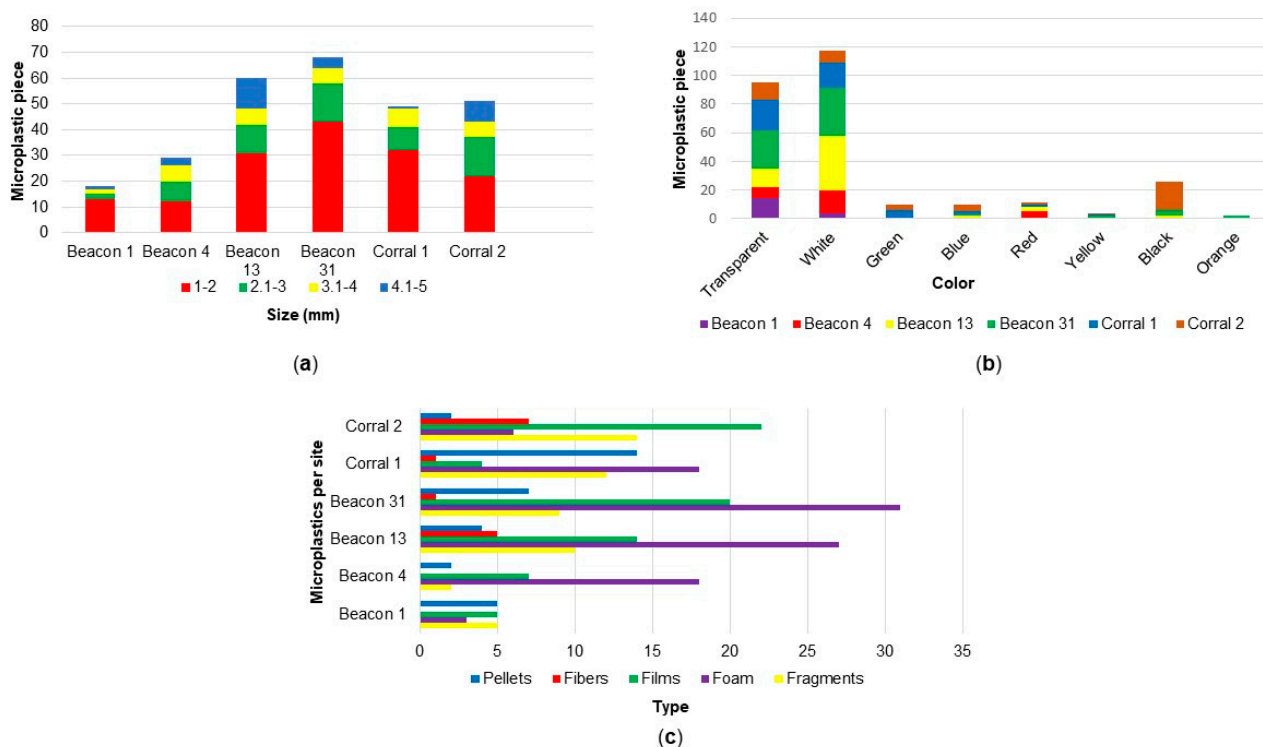 80
70
60
50
40
30
20
10
0
Microplastic piece
Beacon 1 Beacon 4 Beacon 13 Beacon 31 Corral 1 Corral 2
1-2 2.1-3 3.1-4 4.1-5
Size (mm)
(a)
140
120
100
80
60
40
20
0
Microplastic piece
Transparent White Green Blue Red Yellow Black Orange
Color
Beacon 1 Beacon 4 Beacon 13 Beacon 31 Corral 1 Corral 2
(b)
Microplastics per site
Corral 2
Corral 1
Beacon 31
Beacon 13
Beacon 4
Beacon 1
0 5 10 15 20 25 30 35
Pellets Fibers Films Foam Fragments
Type
(c)